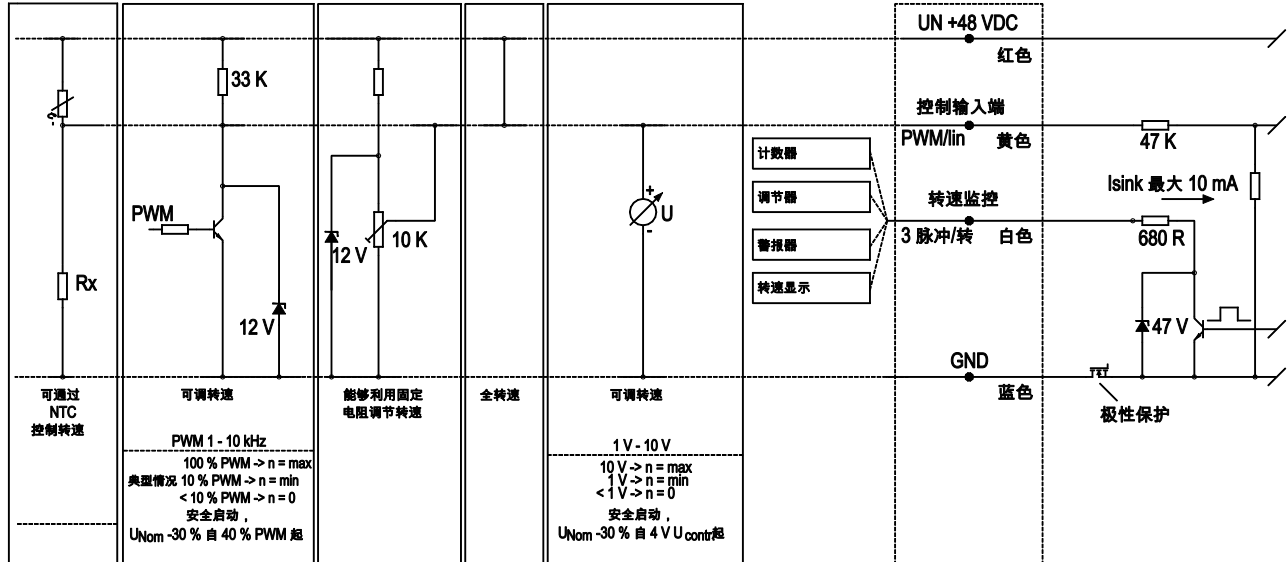 33 K
Rx
可通过
NTC
控制转速
PWM
12 V
可调转速
PWM 1 - 10 kHz
100 % PWM -> n = max
典型情况 10 % PWM -> n = min
< 10 % PWM -> n = 0
安全启动，
UNom -30 % 自 40 % PWM 起
12 V
10 K
能够利用固定
电阻调节转速
全转速
+
U
-
可调转速
1 V - 10 V
10 V -> n = max
1 V -> n = min
< 1 V -> n = 0
安全启动，
UNom -30 % 自 4 V Ucontr起
计数器
调节器
警报器
转速显示
UN +48 VDC
红色
控制输入端
PWM/lin
黄色
转速监控
3 脉冲/转
白色
GND
蓝色
47 K
Isink 最大 10 mA
680 R
47 V
极性保护